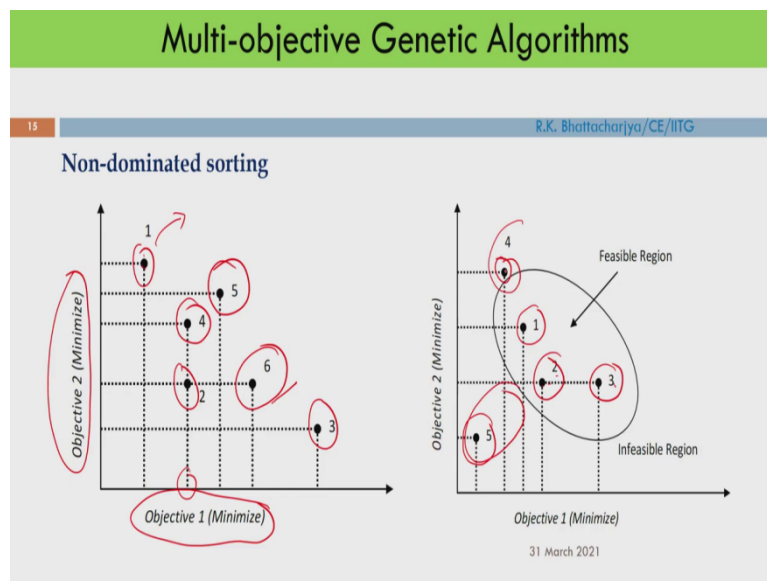 Multi-objective Genetic Algorithms
15
R.K. Bhattacharjya/CE/IITG
Non-dominated sorting
1
5
4
6
2
3
Objective 2 (Minimize)
Objective 1 (Minimize)
4
Feasible Region
1
2
3
5
Infeasible Region
Objective 2 (Minimize)
Objective 1 (Minimize)
31 March 2021